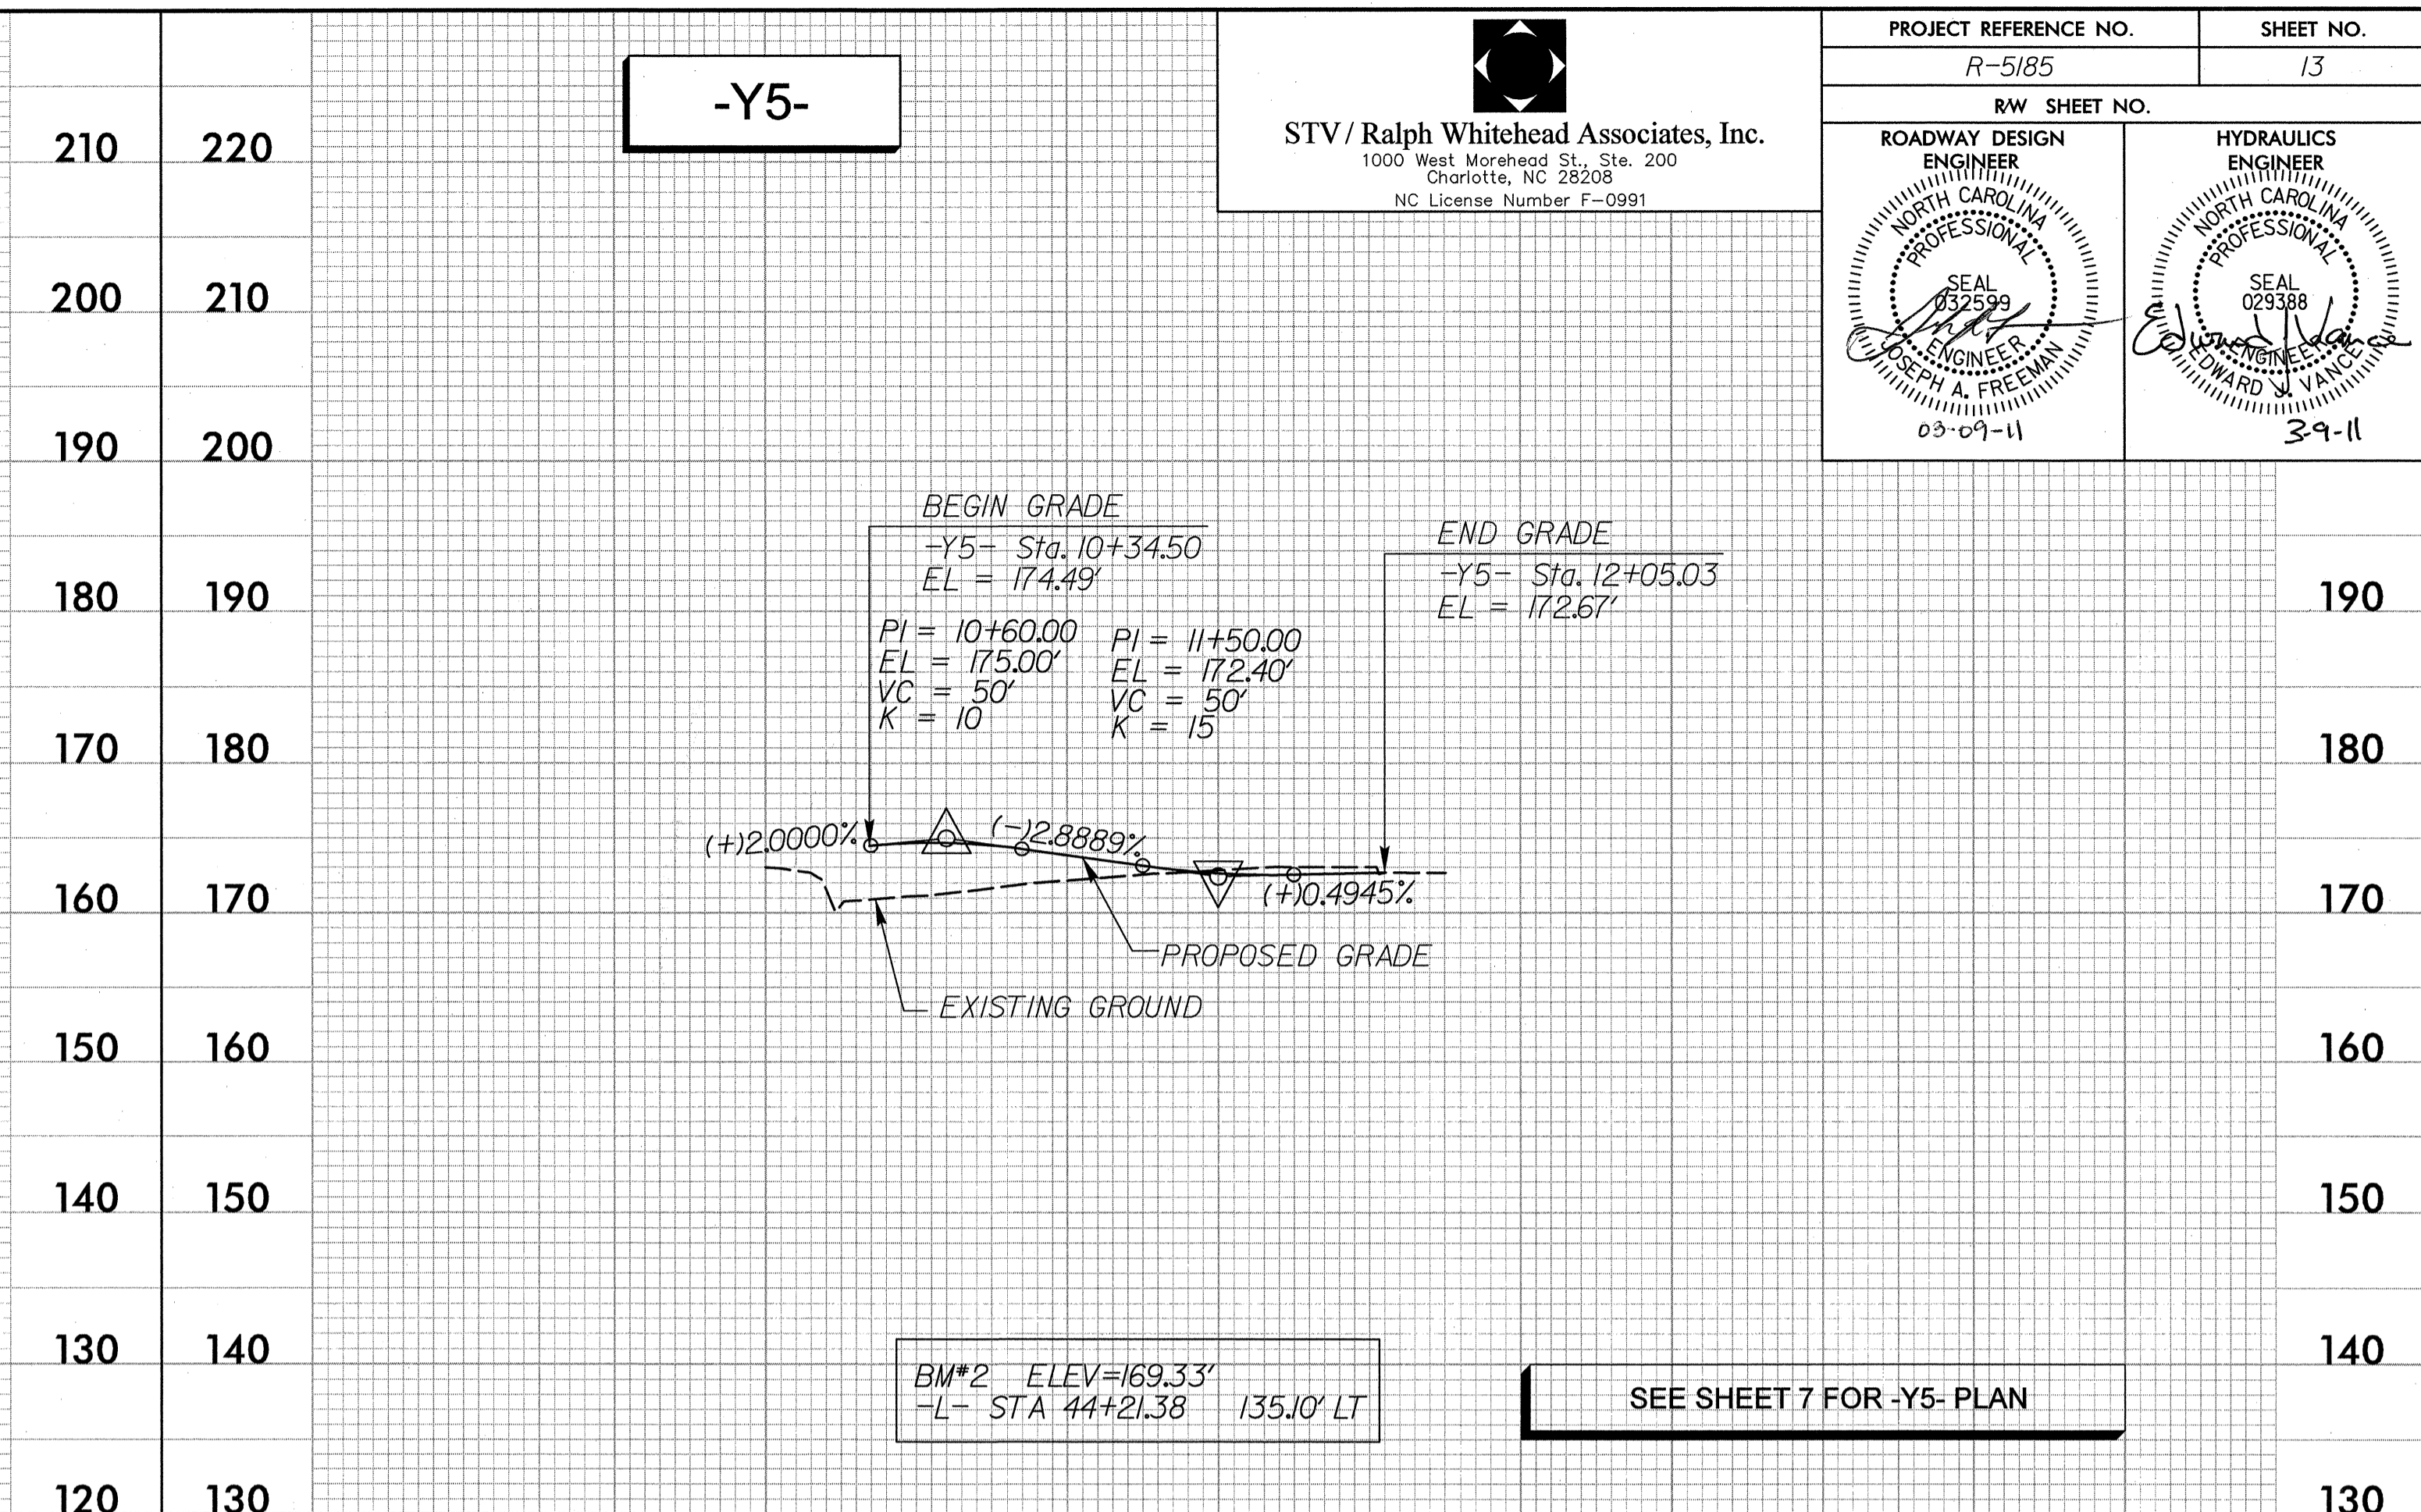 PROJECT REFERENCE NO.
SHEET NO.
R-5185
13
R/W SHEET NO.
ROADWAY DESIGN
ENGINEER
HYDRAULICS
ENGINEER
NORTH CAROLINA
PROFESSIONAL
SEAL
032599
ENGINEER
JOSEPH A. FREEMAN
03-09-11
NORTH CAROLINA
PROFESSIONAL
SEAL
029388
ENGINEER
EDWARD J. VANCE
Edward J Vance
3-9-11
STV / Ralph Whitehead Associates, Inc.
1000 West Morehead St., Ste. 200
Charlotte, NC 28208
NC License Number F-0991
-Y5-
210 220
200 210
190 200
180 190 190
170 180 180
160 170 170
150 160 160
140 150 150
130 140 140
120 130 130
BEGIN GRADE
-Y5- Sta. 10+34.50
EL = 174.49'
PI = 10+60.00
EL = 175.00'
VC = 50'
K = 10
PI = 11+50.00
EL = 172.40'
VC = 50'
K = 15
END GRADE
-Y5- Sta. 12+05.03
EL = 172.67'
(+)2.0000%
(-)2.8889%
(+)0.4945%
PROPOSED GRADE
EXISTING GROUND
BM#2 ELEV=169.33'
-L- STA 44+21.38 135.10' LT
SEE SHEET 7 FOR -Y5- PLAN